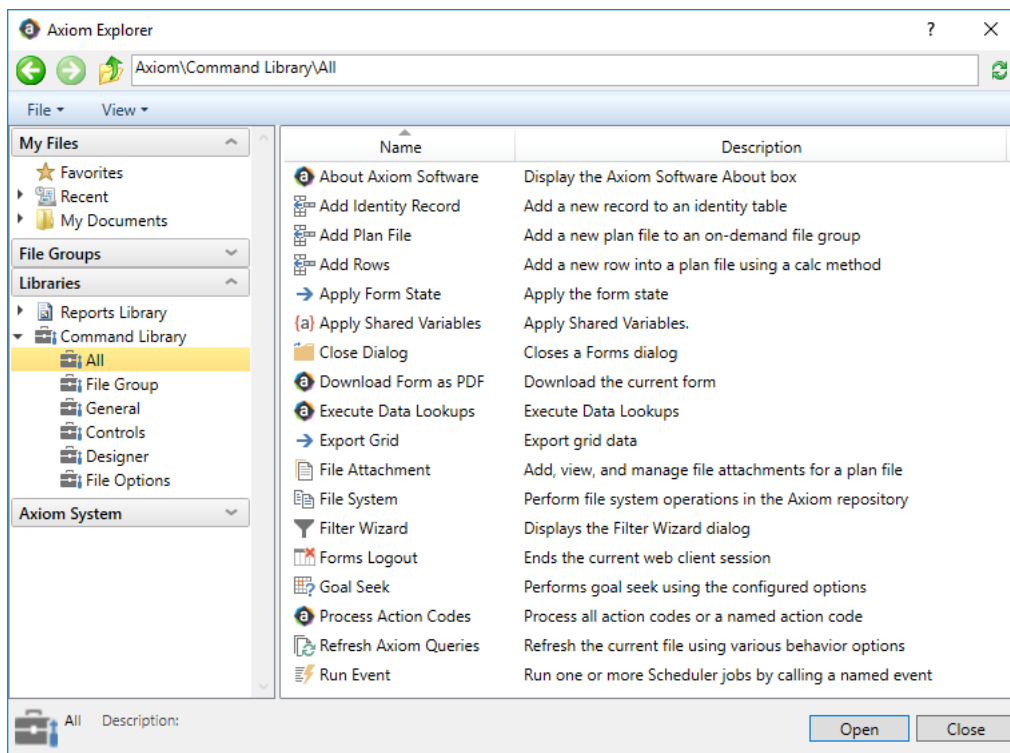 Axiom Explorer
Axiom\Command Library\All
File View
My Files
Favorites
Recent
My Documents
File Groups
Libraries
Reports Library
Command Library
All
File Group
General
Controls
Designer
File Options
Axiom System
Name Description
About Axiom Software Display the Axiom Software About box
Add Identity Record Add a new record to an identity table
Add Plan File Add a new plan file to an on-demand file group
Add Rows Add a new row into a plan file using a calc method
Apply Form State Apply the form state
{a} Apply Shared Variables Apply Shared Variables.
Close Dialog Closes a Forms dialog
Download Form as PDF Download the current form
Execute Data Lookups Execute Data Lookups
Export Grid Export grid data
File Attachment Add, view, and manage file attachments for a plan file
File System Perform file system operations in the Axiom repository
Filter Wizard Displays the Filter Wizard dialog
Forms Logout Ends the current web client session
Goal Seek Performs goal seek using the configured options
Process Action Codes Process all action codes or a named action code
Refresh Axiom Queries Refresh the current file using various behavior options
Run Event Run one or more Scheduler jobs by calling a named event
All Description:
Open Close